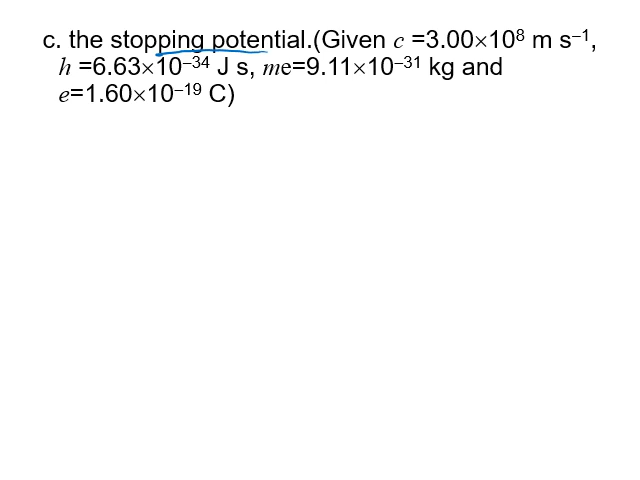 c. the stopping potential.(Given c =3.00×10⁸ m s⁻¹,
h =6.63×10⁻³⁴ J s, me=9.11×10⁻³¹ kg and
e=1.60×10⁻¹⁹ C)